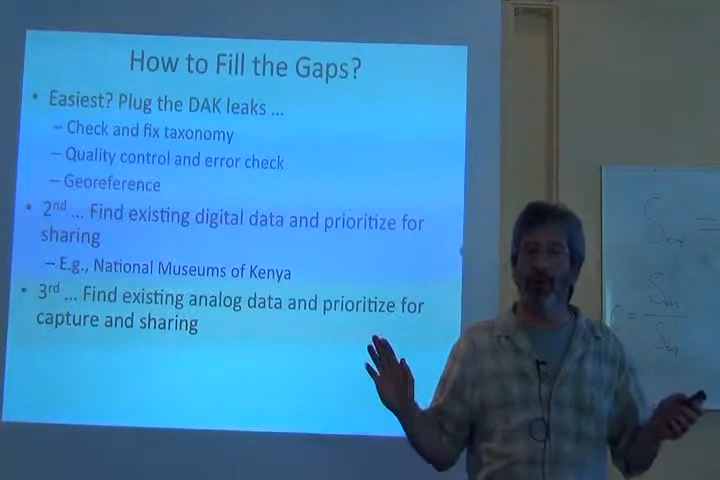 How to Fill the Gaps?
• Easiest? Plug the DAK leaks ...
– Check and fix taxonomy
– Quality control and error check
– Georeference
• 2nd ... Find existing digital data and prioritize for
sharing
– E.g., National Museums of Kenya
• 3rd ... Find existing analog data and prioritize for
capture and sharing
C =